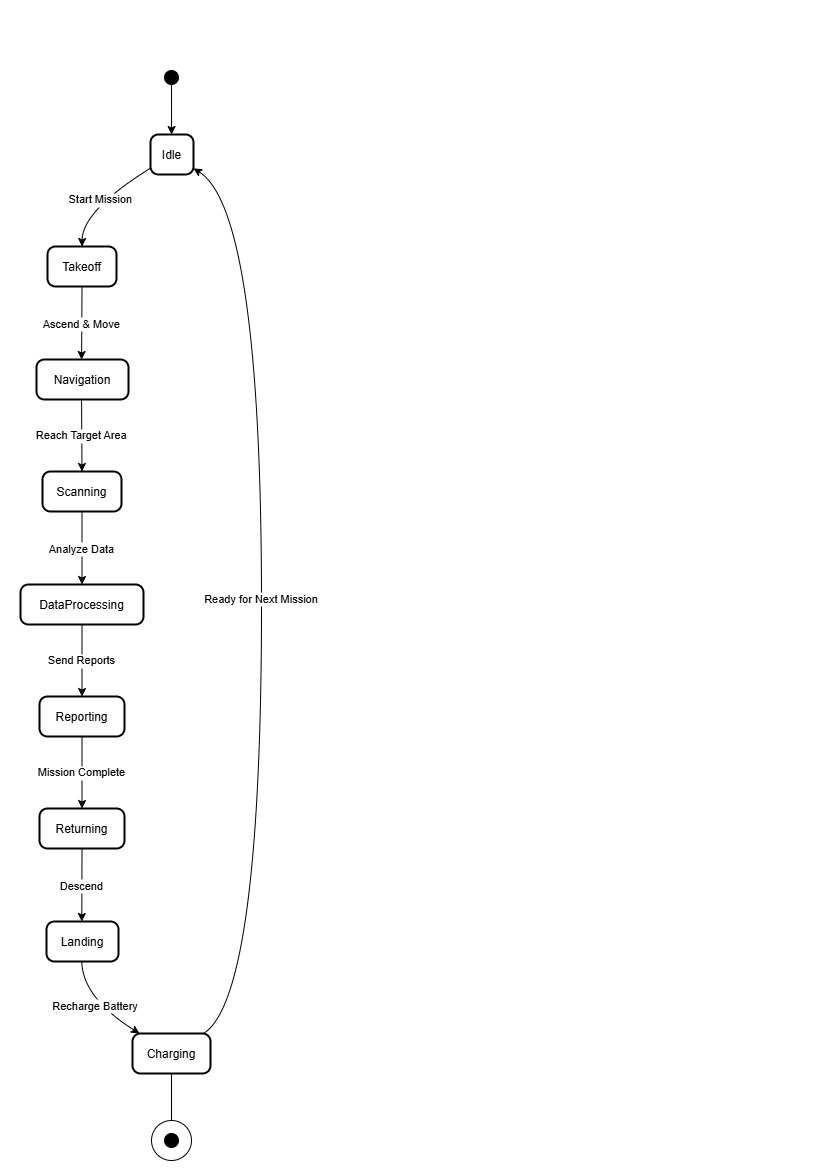 Idle
Start Mission
Takeoff
Ascend & Move
Navigation
Reach Target Area
Scanning
Analyze Data
DataProcessing
Ready for Next Mission
Send Reports
Reporting
Mission Complete
Returning
Descend
Landing
Recharge Battery
Charging